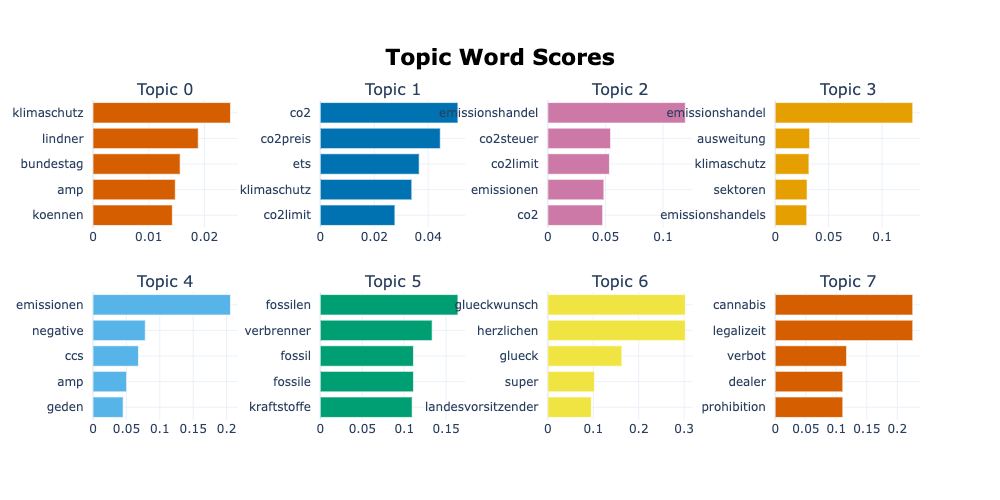 Topic Word Scores
Topic 0
klimaschutz
lindner
bundestag
amp
koennen
0 0.01 0.02
Topic 1
co2
co2preis
ets
klimaschutz
co2limit
0 0.02 0.04
Topic 2
emissionshandel
co2steuer
co2limit
emissionen
co2
0 0.05 0.1
Topic 3
emissionshandel
ausweitung
klimaschutz
sektoren
emissionshandels
0 0.05 0.1
Topic 4
emissionen
negative
ccs
amp
geden
0 0.05 0.1 0.15 0.2
Topic 5
fossilen
verbrenner
fossil
fossile
kraftstoffe
0 0.05 0.1 0.15
Topic 6
glueckwunsch
herzlichen
glueck
super
landesvorsitzender
0 0.1 0.2 0.3
Topic 7
cannabis
legalizeit
verbot
dealer
prohibition
0 0.05 0.1 0.15 0.2